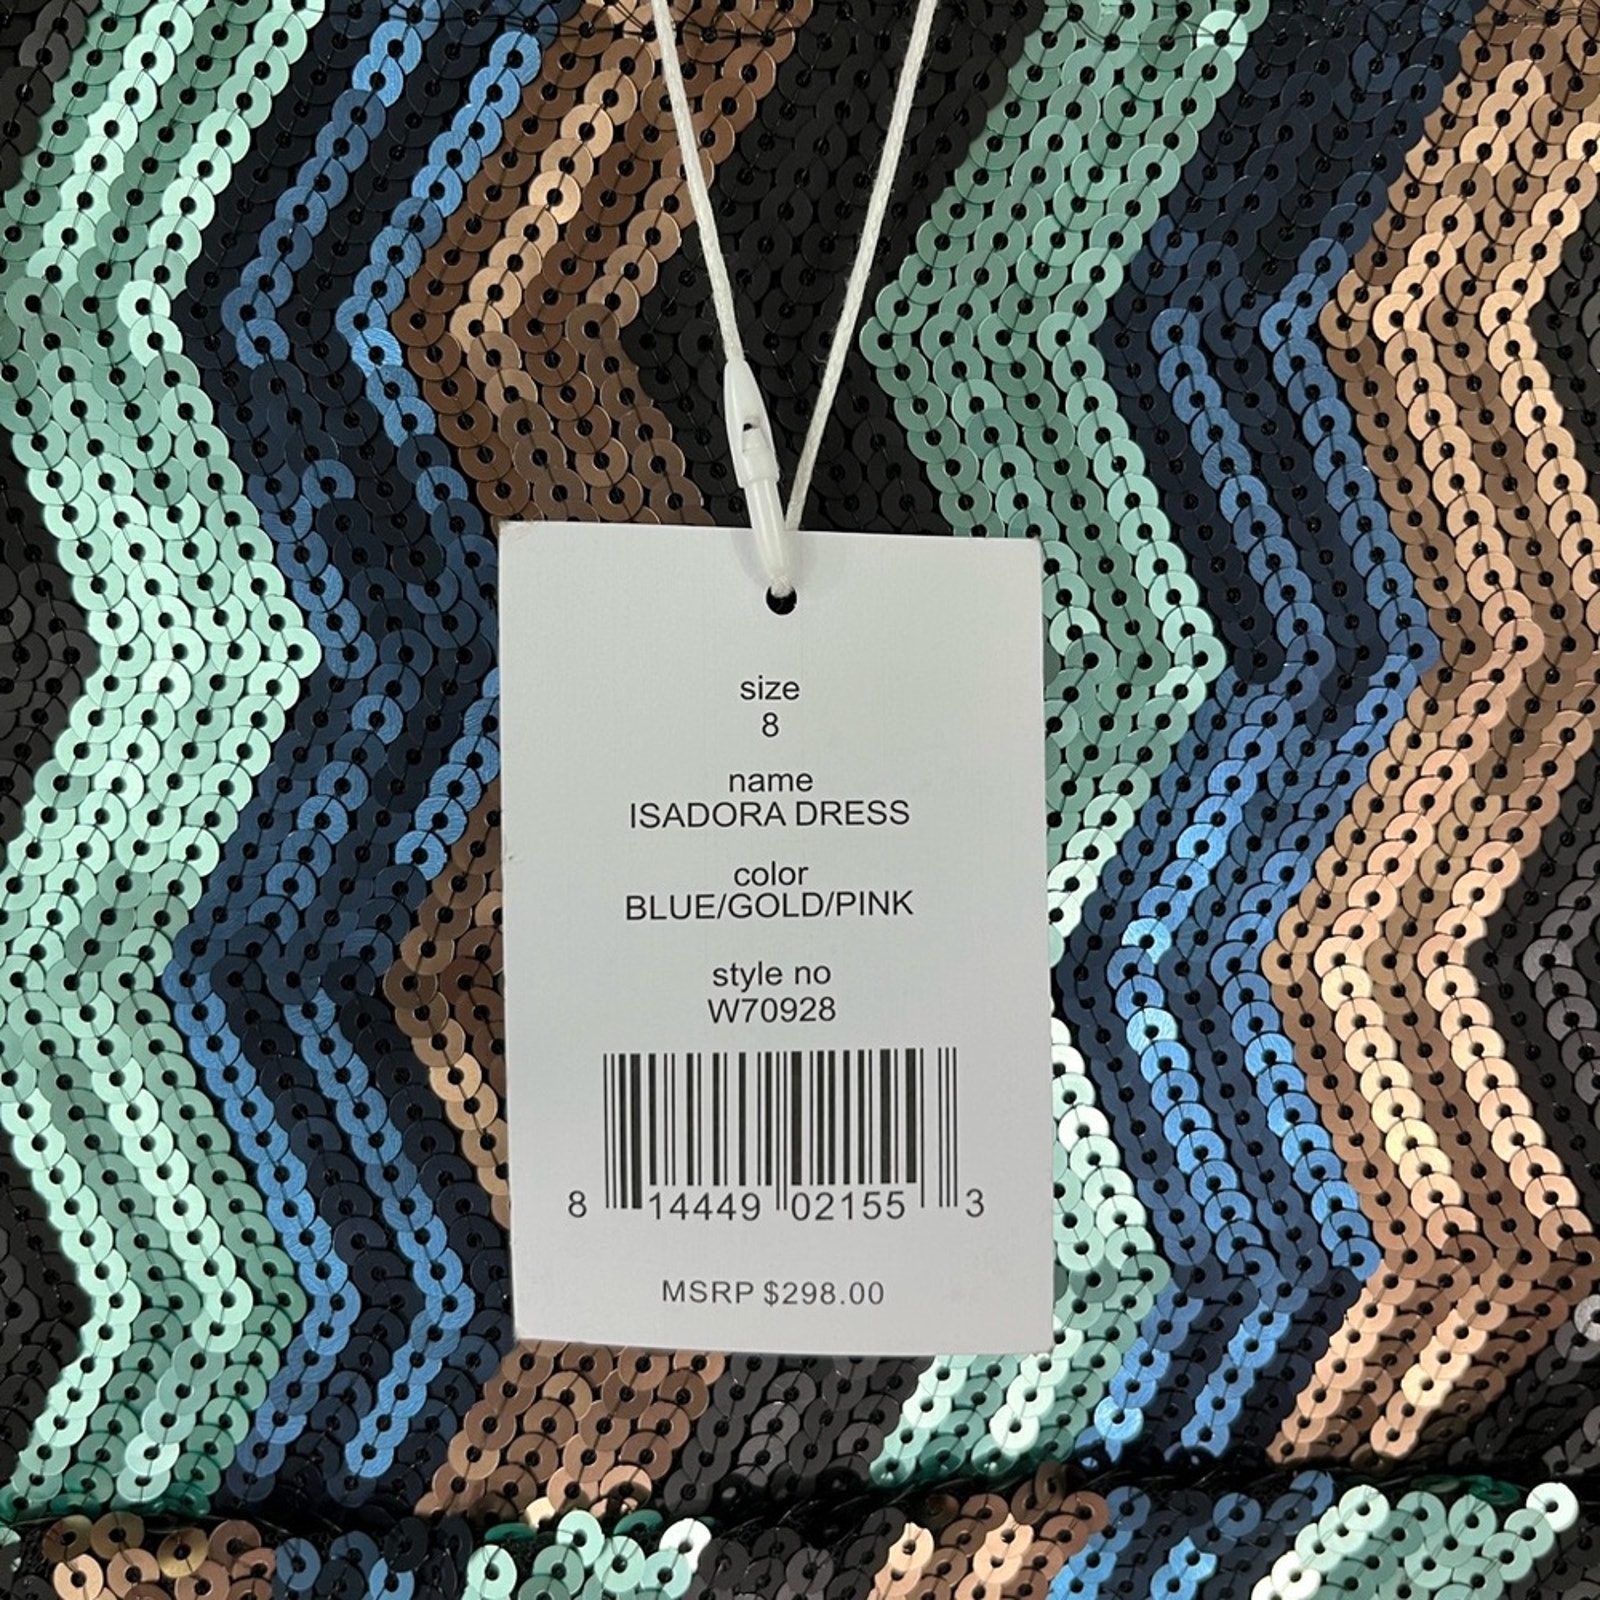 size
8
name
ISADORA DRESS
color
BLUE/GOLD/PINK
style no
W70928
8 14449 02155 3
MSRP $298.00